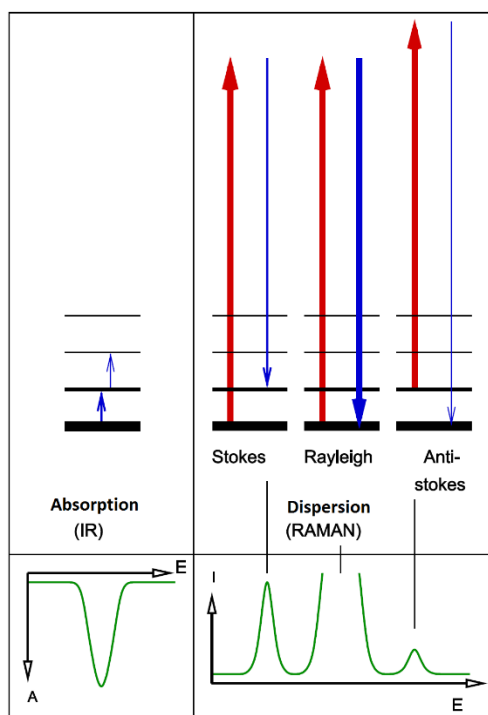 Stokes
Rayleigh
Anti-
stokes
Absorption
(IR)
Dispersion
(RAMAN)
E
A
I
E